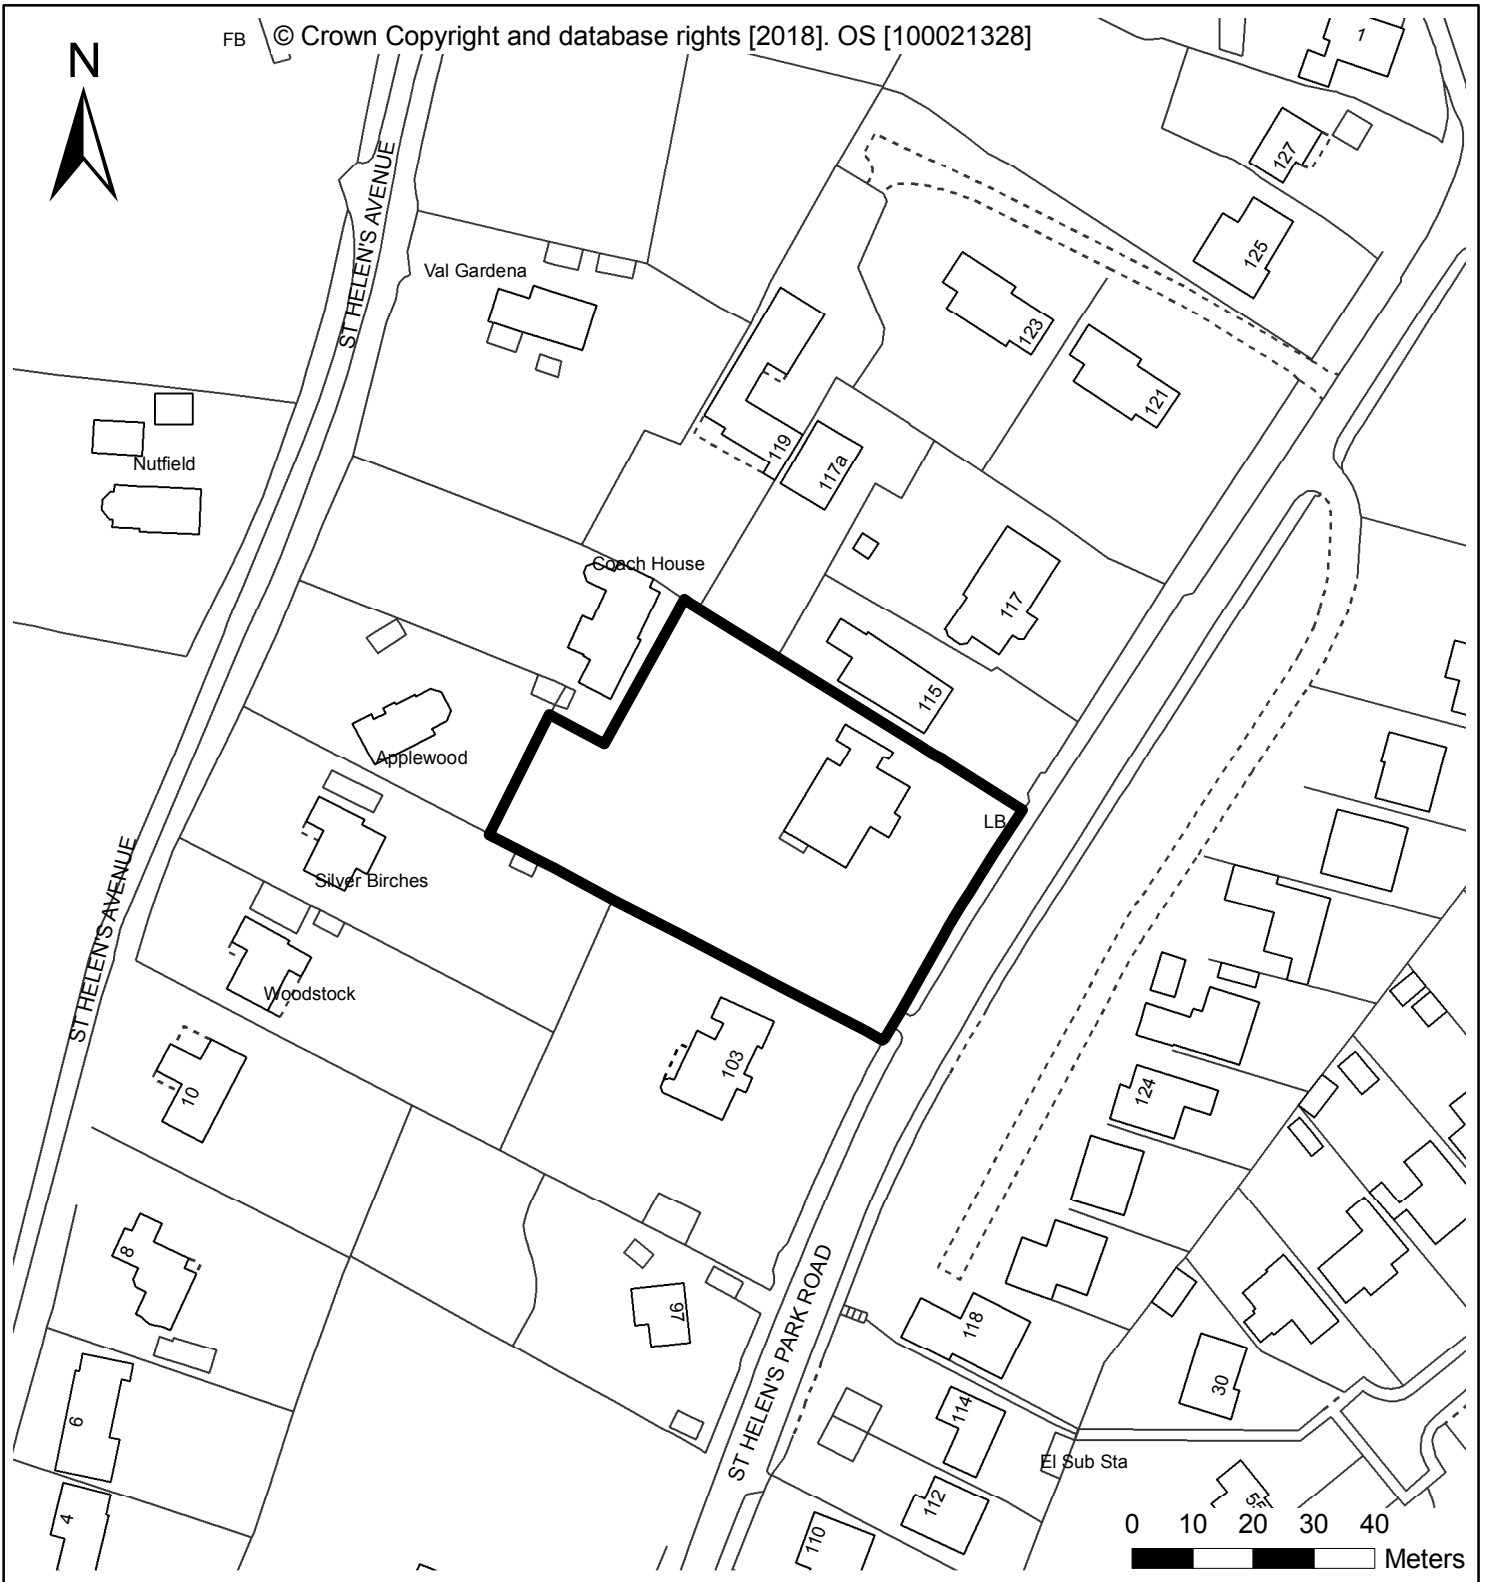 FB © Crown Copyright and database rights [2018]. OS [100021328]
N
1
127
125
ST HELEN'S AVENUE
Val Gardena
123
121
119
117a
Nutfield
Coach House
117
115
Applewood
LB
Silver Birches
ST HELEN'S AVENUE
Woodstock
103
10
124
8
97
ST HELEN'S PARK ROAD
118
30
114
6
El Sub Sta
112
4
110
0 10 20 30 40
Meters